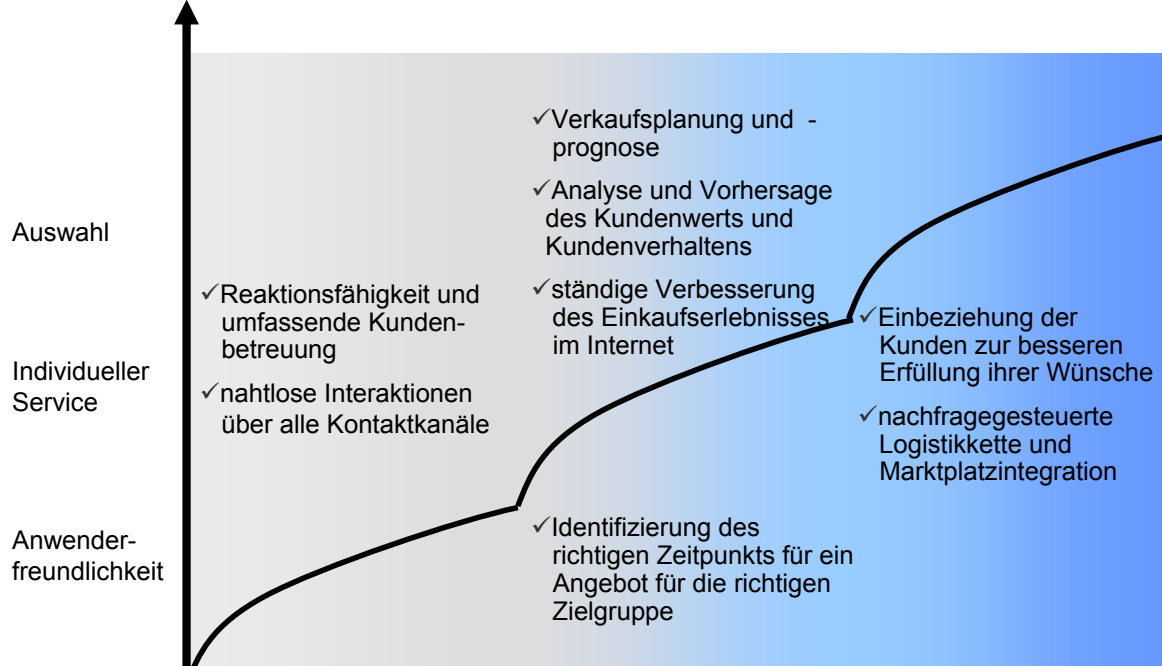 Auswahl
Individueller
Service
Anwender-
freundlichkeit
✓Reaktionsfähigkeit und
umfassende Kunden-
betreuung
✓nahtlose Interaktionen
über alle Kontaktkanäle
✓Verkaufsplanung und -
prognose
✓Analyse und Vorhersage
des Kundenwerts und
Kundenverhaltens
✓ständige Verbesserung
des Einkaufserlebnisses
im Internet
✓Identifizierung des
richtigen Zeitpunkts für ein
Angebot für die richtigen
Zielgruppe
✓Einbeziehung der
Kunden zur besseren
Erfüllung ihrer Wünsche
✓nachfragegesteuerte
Logistikkette und
Marktplatzintegration